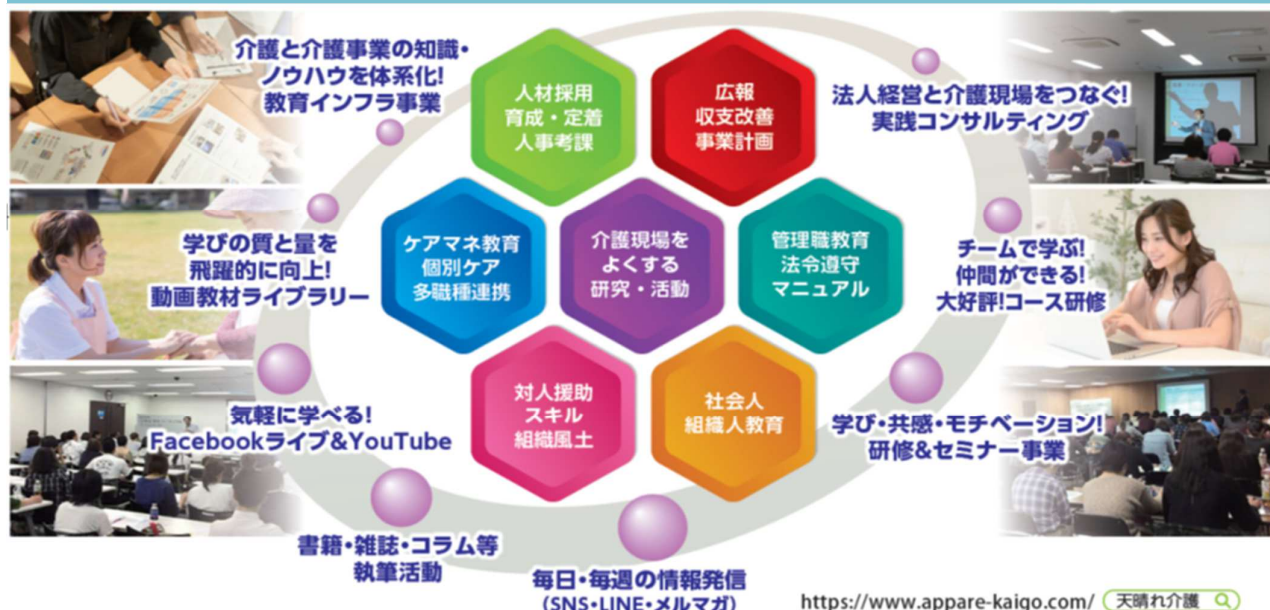 介護と介護事業の知識・
ノウハウを体系化!
教育インフラ事業
人材採用
育成・定着
人事考課
広報
収支改善
事業計画
法人経営と介護現場をつなぐ!
実践コンサルティング
学びの質と量を
飛躍的に向上!
動画教材ライブラリー
ケアマネ教育
個別ケア
多職種連携
介護現場を
よくする
研究・活動
管理職教育
法令遵守
マニュアル
チームで学ぶ!
仲間ができる!
大好評!コース研修
気軽に学べる!
Facebookライブ&YouTube
対人援助
スキル
組織風土
社会人
組織人教育
学び・共感・モチベーション!
研修&セミナー事業
書籍・雑誌・コラム等
執筆活動
毎日・毎週の情報発信
(SNS・LINE・メルマガ)
https://www.appare-kaigo.com/ 天晴れ介護